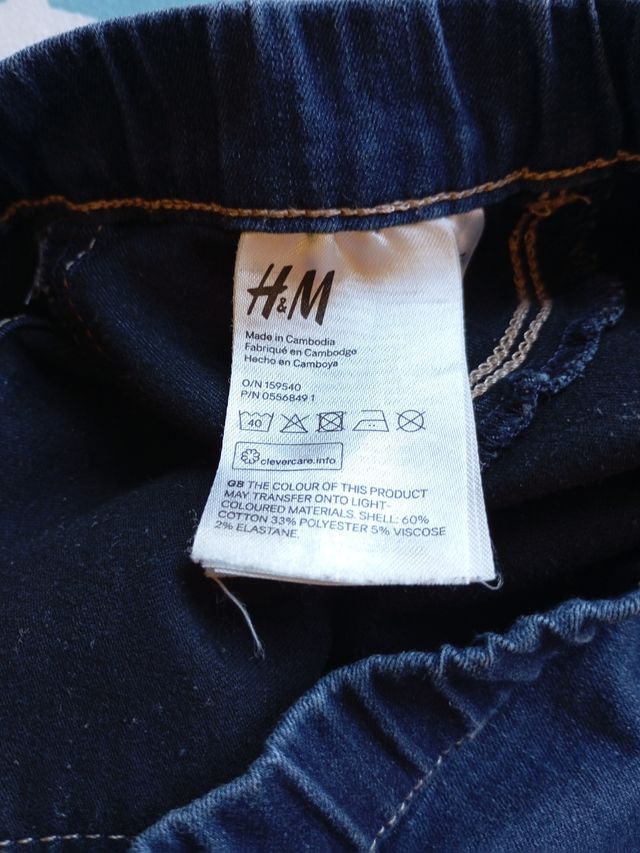 H&M
Made in Cambodia
Fabriqué en Cambodge
Hecho en Camboya
O/N 159540
P/N 0556849 1
40
clevercare.info
GB THE COLOUR OF THIS PRODUCT
MAY TRANSFER ONTO LIGHT-
COLOURED MATERIALS. SHELL: 60%
COTTON 33% POLYESTER 5% VISCOSE
2% ELASTANE.